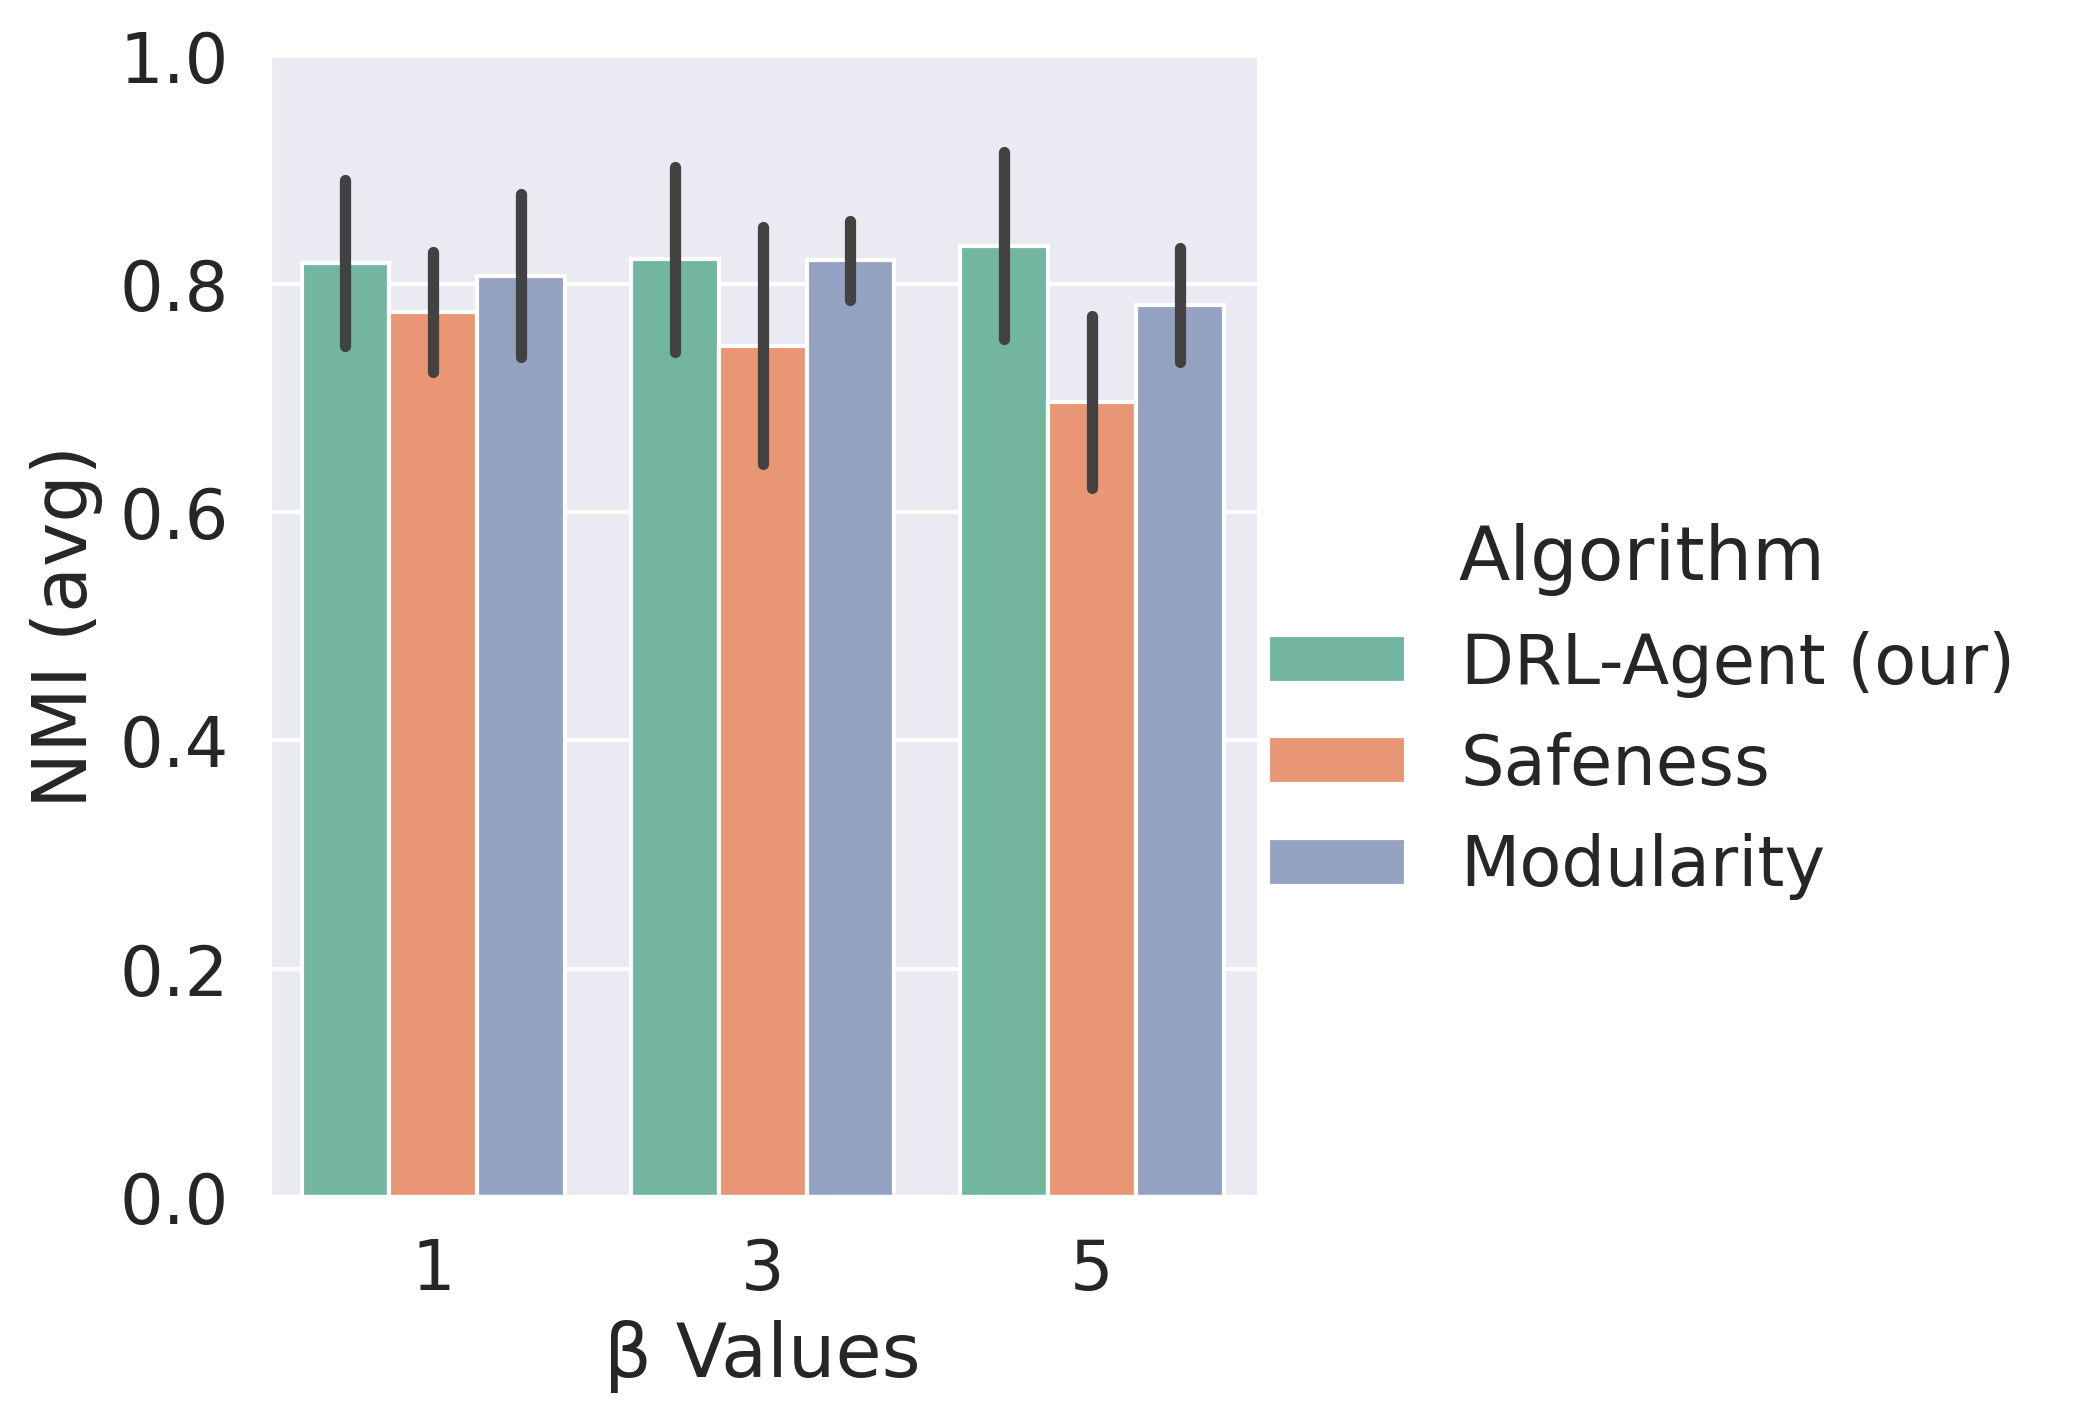 1.0
0.8
0.6
0.4
0.2
0.0
NMI (avg)
1 3 5
β Values
Algorithm
DRL-Agent (our)
Safeness
Modularity